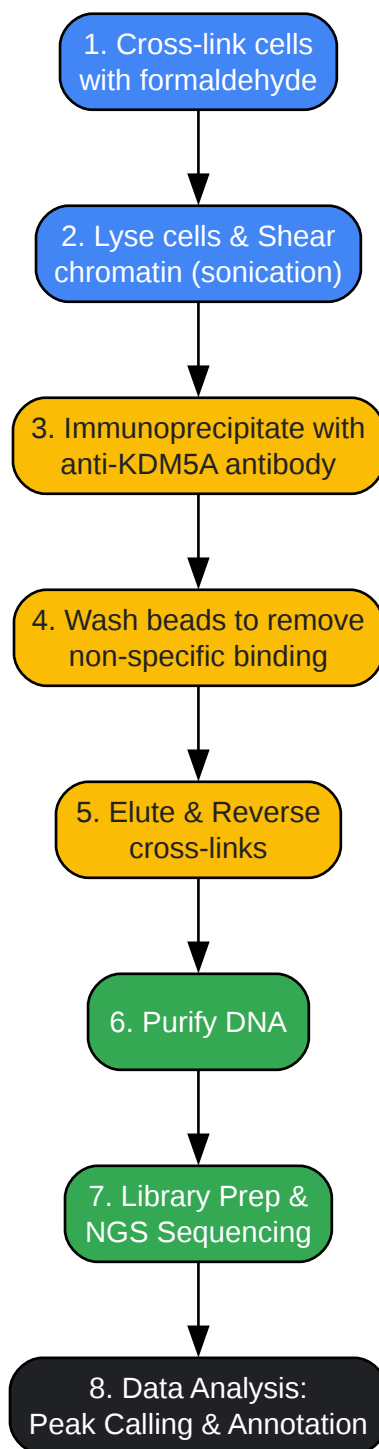 1. Cross-link cells
with formaldehyde
2. Lyse cells & Shear
chromatin (sonication)
3. Immunoprecipitate with
anti-KDM5A antibody
4. Wash beads to remove
non-specific binding
5. Elute & Reverse
cross-links
6. Purify DNA
7. Library Prep &
NGS Sequencing
8. Data Analysis:
Peak Calling & Annotation